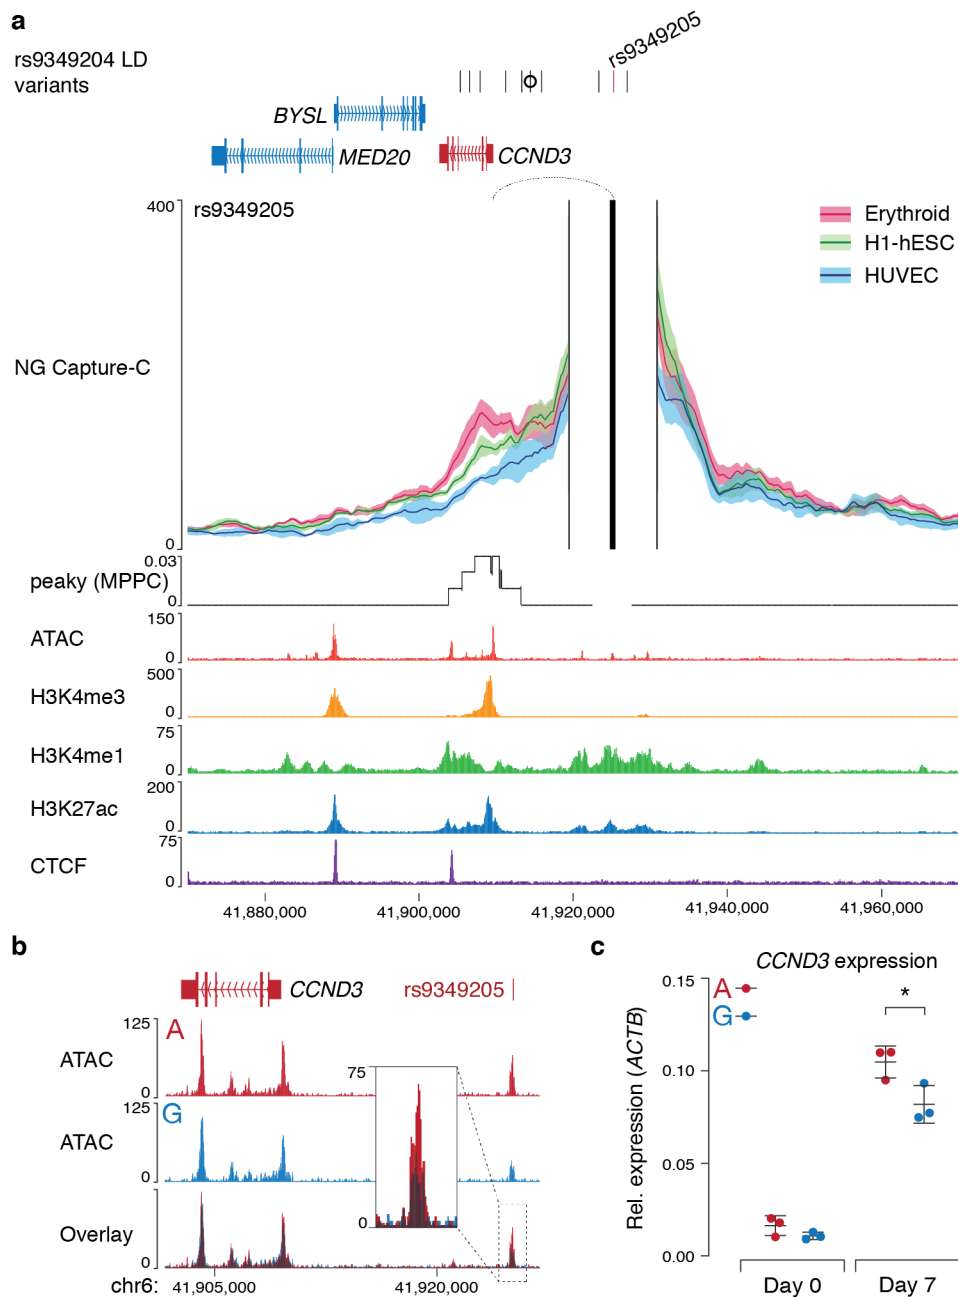 a
rs9349204 LD
variants
rs9349205
BYSL
MED20
CCND3
400
rs9349205
Erythroid
H1-hESC
HUVEC
NG Capture-C
0
peaky (MPPC)
0.03
0
ATAC
150
0
H3K4me3
500
0
H3K4me1
75
0
H3K27ac
200
0
CTCF
75
0
41,880,000 41,900,000 41,920,000 41,940,000 41,960,000
b
CCND3
rs9349205
125
A
ATAC
0
125
G
ATAC
0
75
0
Overlay
0
chr6: 41,905,000 41,920,000
c
CCND3 expression
0.15
A
G
*
0.10
Rel. expression (ACTB)
0.05
0.00
Day 0 Day 7